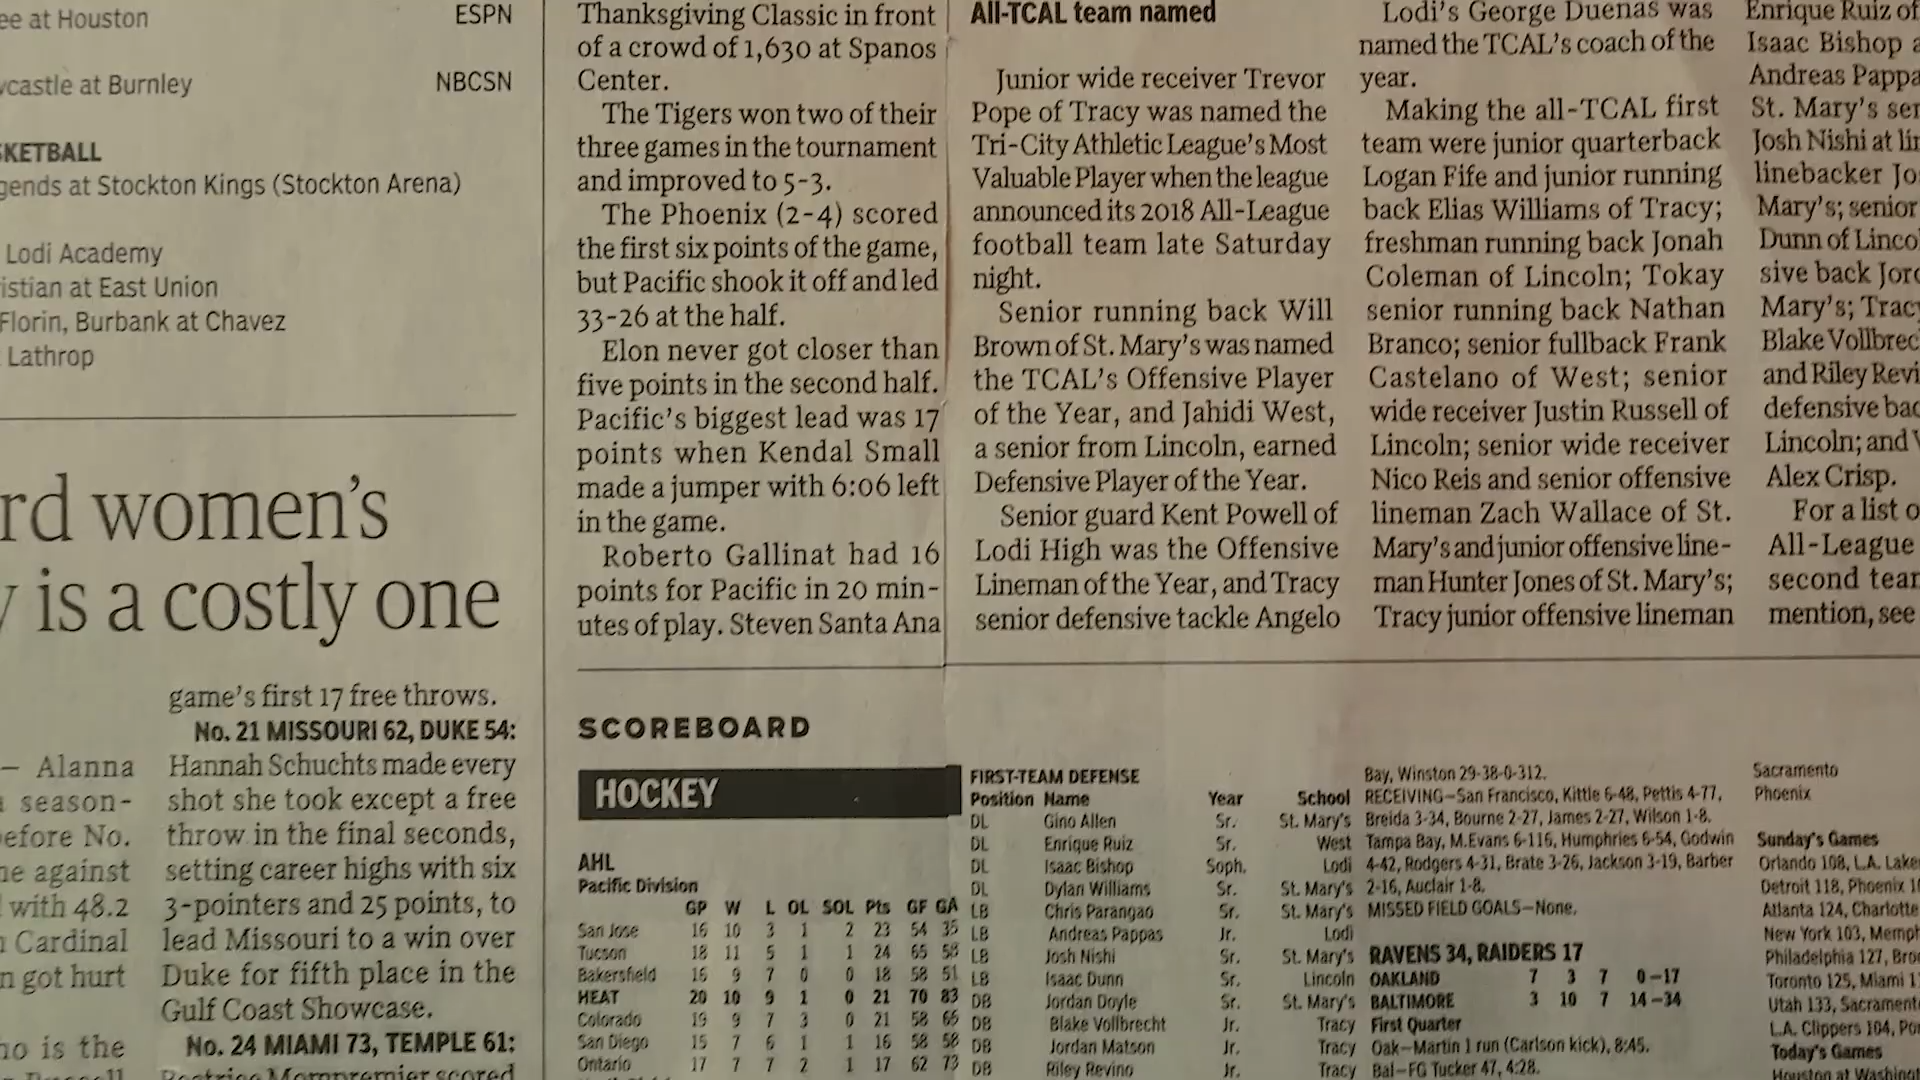 ee at Houston ESPN
castle at Burnley NBCSN
KETBALL
gends at Stockton Kings (Stockton Arena)
Lodi Academy
istian at East Union
Florin, Burbank at Chavez
Lathrop
rd women's
is a costly one
— Alanna
season-
efore No.
e against
with 48.2
Cardinal
n got hurt
ho is the
game's first 17 free throws.
No. 21 MISSOURI 62, DUKE 54:
Hannah Schuchts made every
shot she took except a free
throw in the final seconds,
setting career highs with six
3-pointers and 25 points, to
lead Missouri to a win over
Duke for fifth place in the
Gulf Coast Showcase.
No. 24 MIAMI 73, TEMPLE 61:
Beatrice Mompremier scored
Thanksgiving Classic in front
of a crowd of 1,630 at Spanos
Center.
The Tigers won two of their
three games in the tournament
and improved to 5-3.
The Phoenix (2-4) scored
the first six points of the game,
but Pacific shook it off and led
33-26 at the half.
Elon never got closer than
five points in the second half.
Pacific's biggest lead was 17
points when Kendal Small
made a jumper with 6:06 left
in the game.
Roberto Gallinat had 16
points for Pacific in 20 min-
utes of play. Steven Santa Ana
All-TCAL team named
Junior wide receiver Trevor
Pope of Tracy was named the
Tri-City Athletic League's Most
Valuable Player when the league
announced its 2018 All-League
football team late Saturday
night.
Senior running back Will
Brown of St. Mary's was named
the TCAL's Offensive Player
of the Year, and Jahidi West,
a senior from Lincoln, earned
Defensive Player of the Year.
Senior guard Kent Powell of
Lodi High was the Offensive
Lineman of the Year, and Tracy
senior defensive tackle Angelo
Lodi's George Duenas was
named the TCAL's coach of the
year.
Making the all-TCAL first
team were junior quarterback
Logan Fife and junior running
back Elias Williams of Tracy;
freshman running back Jonah
Coleman of Lincoln; Tokay
senior running back Nathan
Branco; senior fullback Frank
Castelano of West; senior
wide receiver Justin Russell of
Lincoln; senior wide receiver
Nico Reis and senior offensive
lineman Zach Wallace of St.
Mary's and junior offensive line-
man Hunter Jones of St. Mary's;
Tracy junior offensive lineman
Enrique Ruiz of
Isaac Bishop a
Andreas Pappa
St. Mary's ser
Josh Nishi at lin
linebacker Jo
Mary's; senior
Dunn of Lincol
sive back Jord
Mary's; Tracy
Blake Vollbrec
and Riley Revi
defensive bac
Lincoln; and
Alex Crisp.
For a list o
All-League
second team
mention, see
SCOREBOARD
HOCKEY
AHL
Pacific Division
GP W L OL SOL Pts GF GA
San Jose 16 10 3 1 2 23 54 35
Tucson 18 11 5 1 1 24 65 58
Bakersfield 16 9 7 0 0 18 58 51
HEAT 20 10 9 1 0 21 70 83
Colorado 19 9 7 3 0 21 58 65
San Diego 15 7 6 1 1 16 58 58
Ontario 17 7 7 2 1 17 62 73
FIRST-TEAM DEFENSE
Position Name Year School
DL Gino Allen Sr. St. Mary's
DL Enrique Ruiz Sr. West
DL Isaac Bishop Soph. Lodi
DL Dylan Williams Sr. St. Mary's
LB Chris Parangao Sr. St. Mary's
LB Andreas Pappas Jr. Lodi
LB Josh Nishi Sr. St. Mary's
LB Isaac Dunn Sr. Lincoln
DB Jordan Doyle Sr. St. Mary's
DB Blake Vollbrecht Jr. Tracy
DB Jordan Matson Jr. Tracy
DB Riley Revino Jr. Tracy
Bay, Winston 29-38-0-312.
RECEIVING—San Francisco, Kittle 6-48, Pettis 4-77,
Breida 3-34, Bourne 2-27, James 2-27, Wilson 1-8.
Tampa Bay, M.Evans 6-116, Humphries 6-54, Godwin
4-42, Rodgers 4-31, Brate 3-26, Jackson 3-19, Barber
2-16, Auclair 1-8.
MISSED FIELD GOALS—None.
RAVENS 34, RAIDERS 17
OAKLAND 7 3 7 0—17
BALTIMORE 3 10 7 14—34
First Quarter
Oak—Martin 1 run (Carlson kick), 8:45.
Bal—FG Tucker 47, 4:28.
Sacramento
Phoenix
Sunday's Games
Orlando 108, L.A. Lake
Detroit 118, Phoenix 1
Atlanta 124, Charlotte
New York 103, Memph
Philadelphia 127, Broo
Toronto 125, Miami 1
Utah 133, Sacrament
L.A. Clippers 104, Po
Today's Games
Houston at Washingt